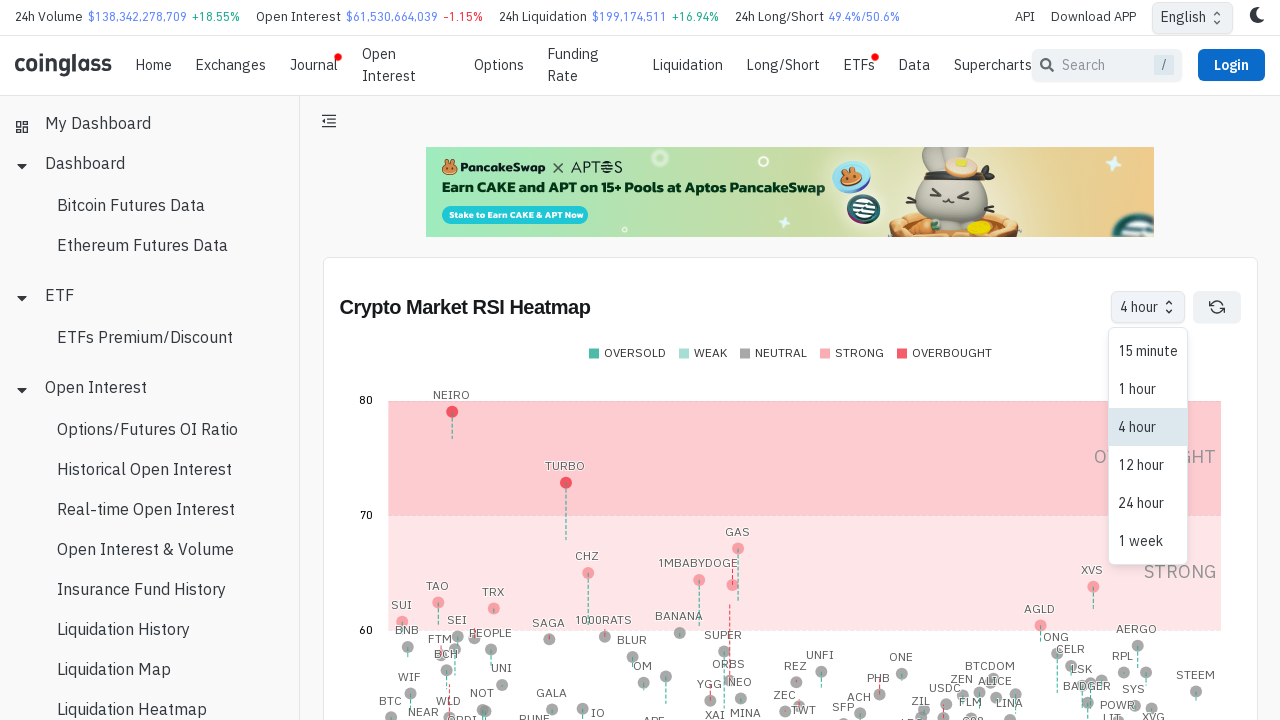 24h Volume $138,342,278,709 +18.55% Open Interest $61,530,664,039 -1.15% 24h Liquidation $199,174,511 +16.94% 24h Long/Short 49.4%/50.6% API Download APP English
coinglass Home Exchanges Journal Open Interest Options Funding Rate Liquidation Long/Short ETFs Data Supercharts Search / Login
My Dashboard
Dashboard
Bitcoin Futures Data
Ethereum Futures Data
ETF
ETFs Premium/Discount
Open Interest
Options/Futures OI Ratio
Historical Open Interest
Real-time Open Interest
Open Interest & Volume
Insurance Fund History
Liquidation History
Liquidation Map
Liquidation Heatmap
PancakeSwap X APTOS
Earn CAKE and APT on 15+ Pools at Aptos PancakeSwap
Stake to Earn CAKE & APT Now
Crypto Market RSI Heatmap
4 hour
15 minute
1 hour
4 hour
12 hour
24 hour
1 week
OVERSOLD WEAK NEUTRAL STRONG OVERBOUGHT
80
NEIRO
TURBO
70
GAS
CHZ
1MBABYDOGE
XVS
STRONG
TAO
TRX
SUI
AGLD
60
BNB
SEI
PEOPLE
SAGA
1000RATS
BANANA
AERGO
FTM
BLUR
SUPER
ONG
BCH
UNI
OM
ORBS
REZ
UNFI
ONE
BTCDOM
CELR
RPL
WIF
YGG
NEO
PHB
ZEN
ALICE
LSK
STEEM
BTC
WLD
NOT
GALA
ZEC
ACH
USDC
BADGER
SYS
NEAR
IO
XAI
MINA
TWT
SFP
ZIL
FLM
LINA
POWR
XVG